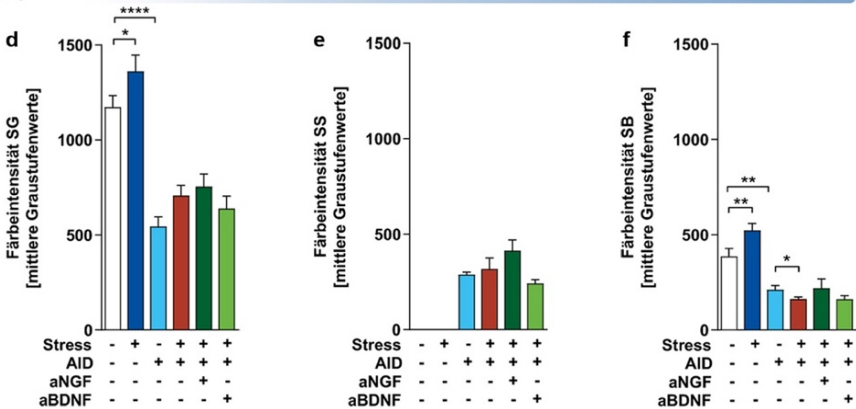 d
****
*
1500
1000
500
0
Färbeintensität SG
[mittlere Graustufenwerte]
Stress - + - + + +
AID - - + + + +
aNGF - - - - + -
aBDNF - - - - - +
e
1500
1000
500
0
Färbeintensität SS
[mittlere Graustufenwerte]
Stress - + - + + +
AID - - + + + +
aNGF - - - - + -
aBDNF - - - - - +
f
1500
1000
500
0
**
**
*
Färbeintensität SB
[mittlere Graustufenwerte]
Stress - + - + + +
AID - - + + + +
aNGF - - - - + -
aBDNF - - - - - +